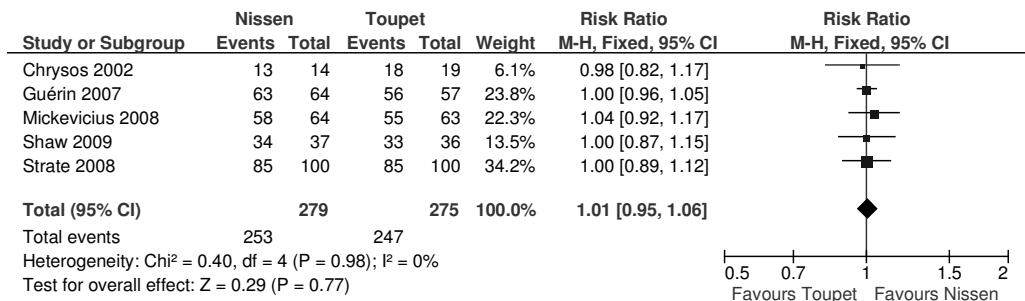 Nissen Toupet Risk Ratio Risk Ratio
Study or Subgroup Events Total Events Total Weight M-H, Fixed, 95% CI M-H, Fixed, 95% CI
Chrysos 2002 13 14 18 19 6.1% 0.98 [0.82, 1.17]
Guérin 2007 63 64 56 57 23.8% 1.00 [0.96, 1.05]
Mickevicius 2008 58 64 55 63 22.3% 1.04 [0.92, 1.17]
Shaw 2009 34 37 33 36 13.5% 1.00 [0.87, 1.15]
Strate 2008 85 100 85 100 34.2% 1.00 [0.89, 1.12]
Total (95% CI) 279 275 100.0% 1.01 [0.95, 1.06]
Total events 253 247
Heterogeneity: Chi² = 0.40, df = 4 (P = 0.98); I² = 0%
Test for overall effect: Z = 0.29 (P = 0.77)
0.5 0.7 1 1.5 2
Favours Toupet Favours Nissen